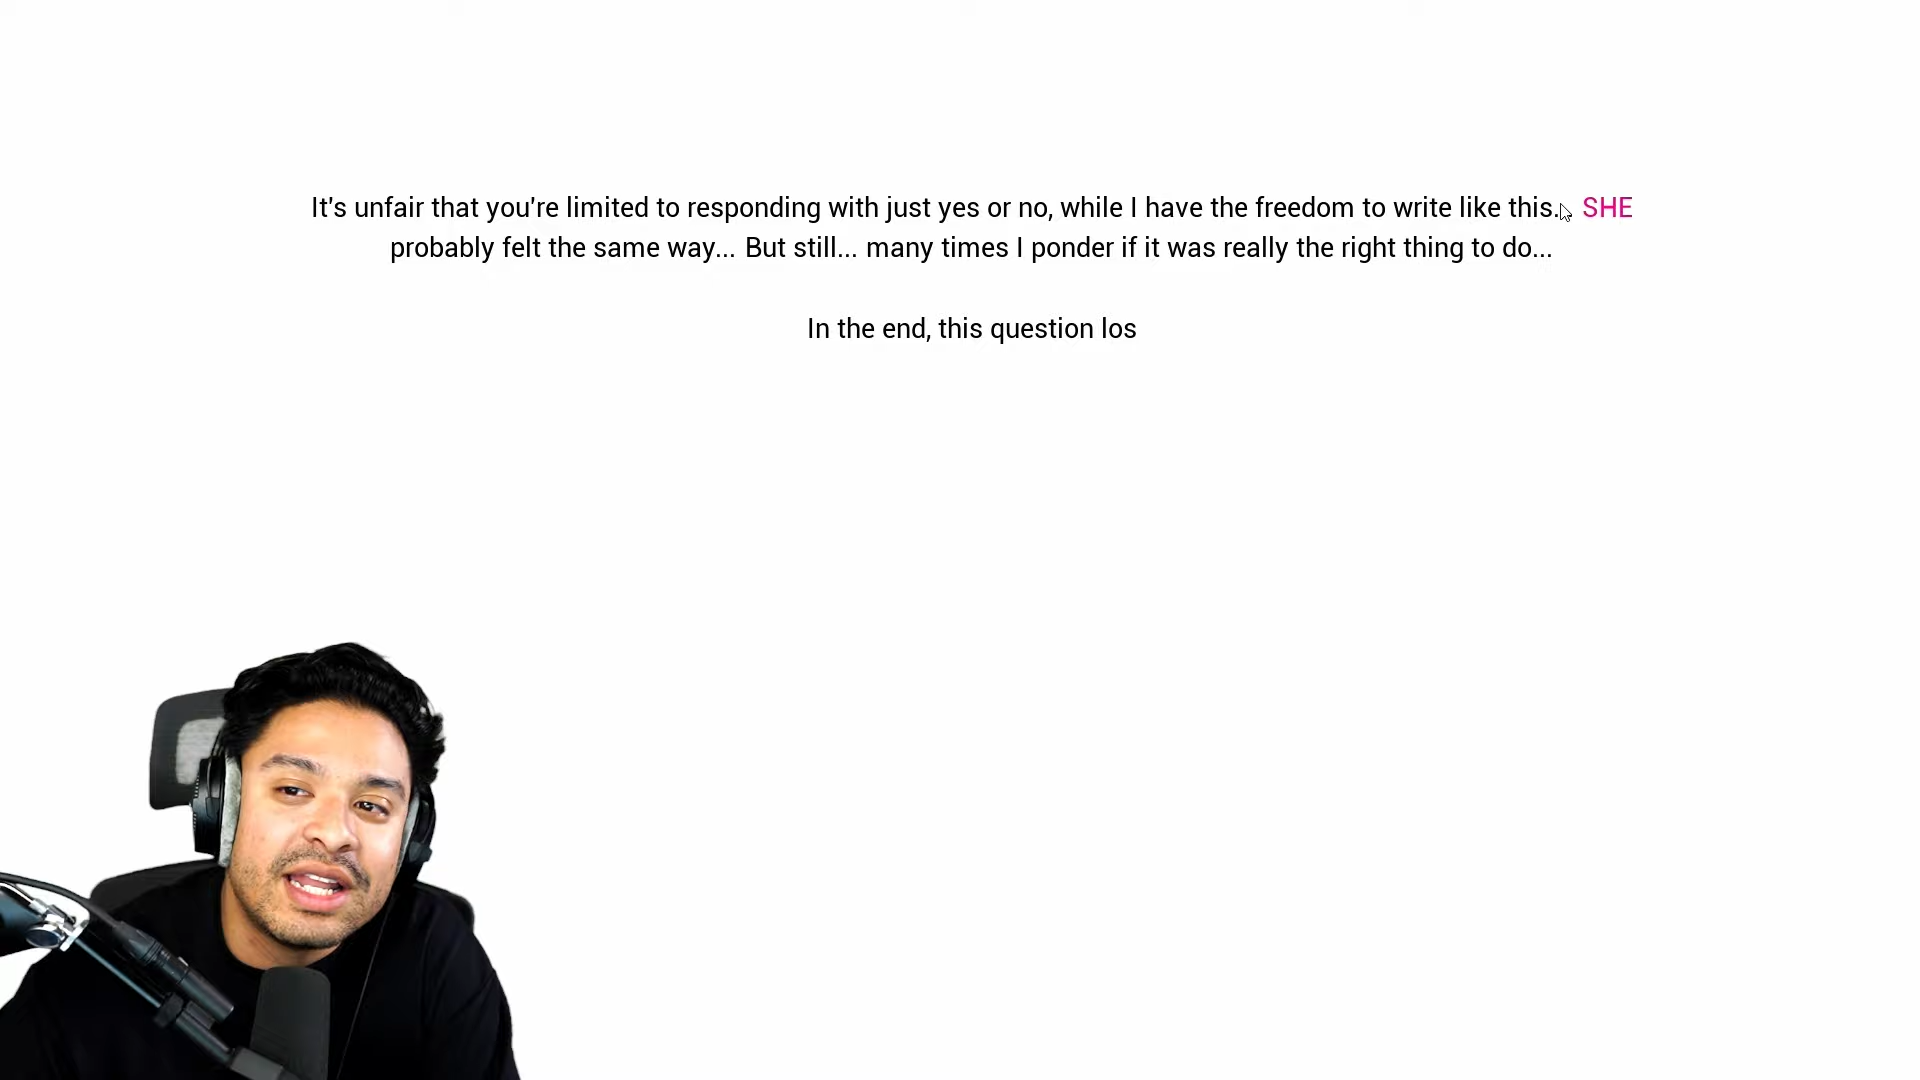 It's unfair that you're limited to responding with just yes or no, while I have the freedom to write like this. SHE
probably felt the same way... But still... many times I ponder if it was really the right thing to do...
In the end, this question los